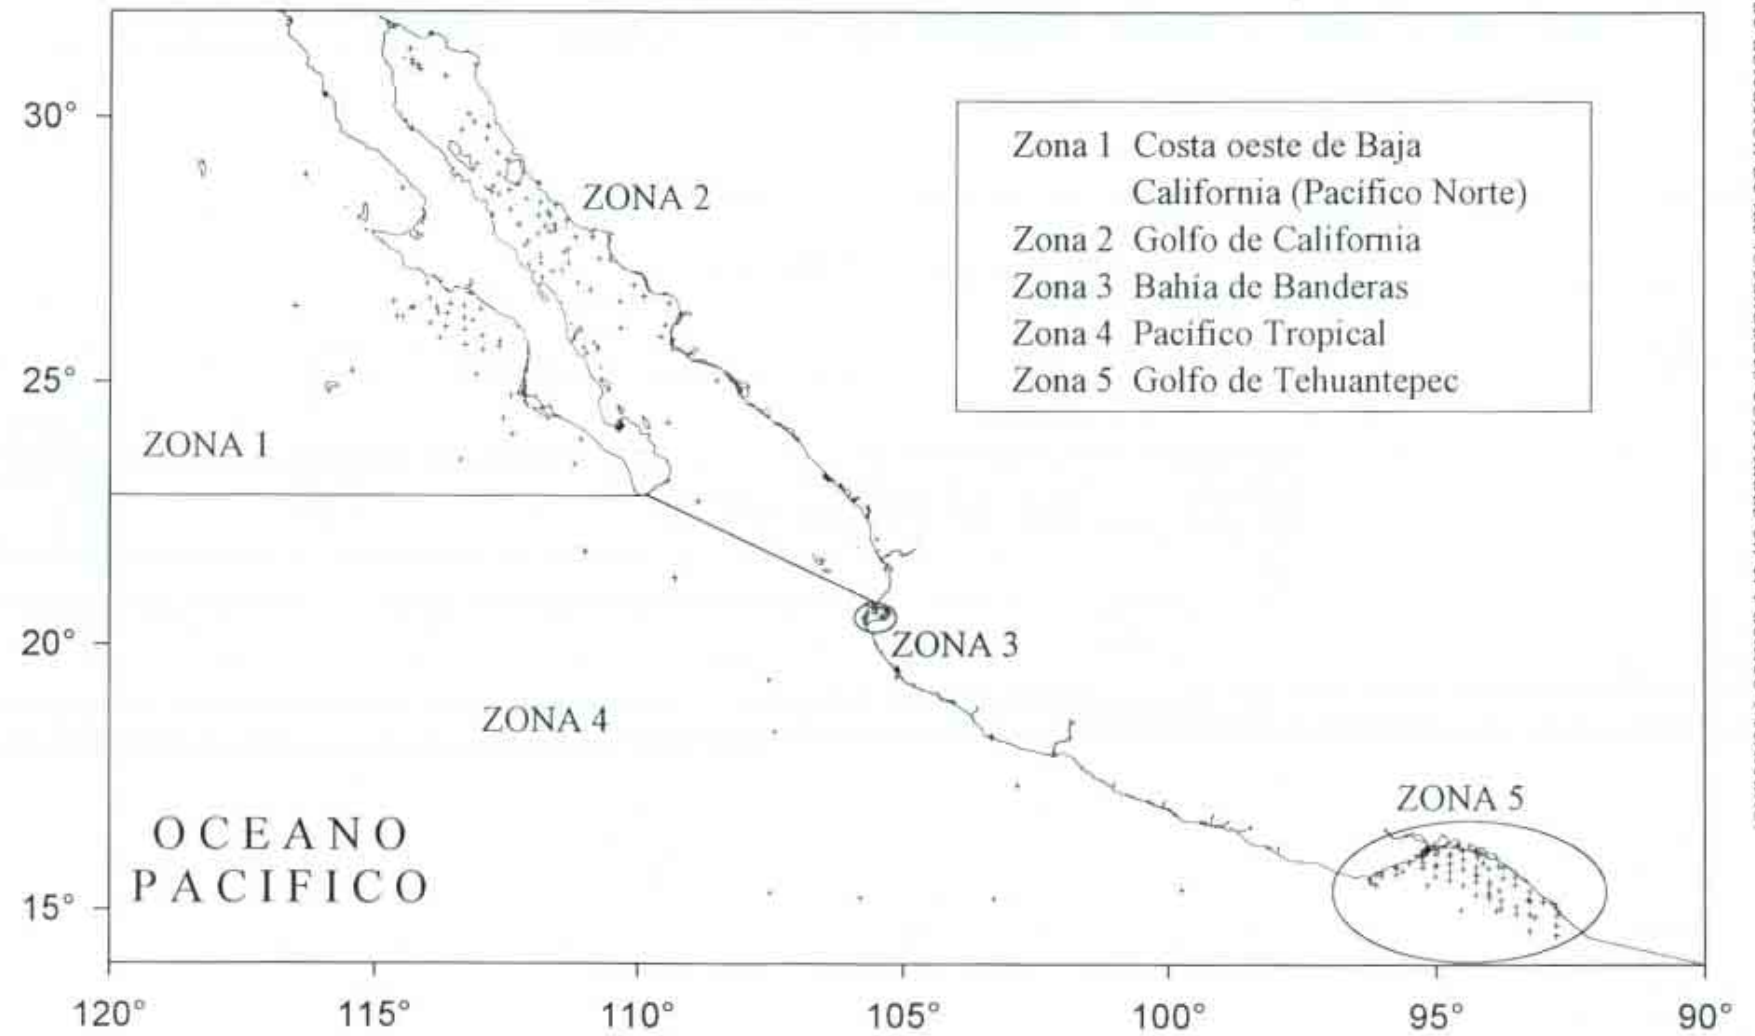 30°
25°
20°
15°
120°
115°
110°
105°
100°
95°
90°
ZONA 1
ZONA 2
ZONA 3
ZONA 4
ZONA 5
OCEANO
PACIFICO
Zona 1 Costa oeste de Baja
California (Pacífico Norte)
Zona 2 Golfo de California
Zona 3 Bahía de Banderas
Zona 4 Pacífico Tropical
Zona 5 Golfo de Tehuantepec